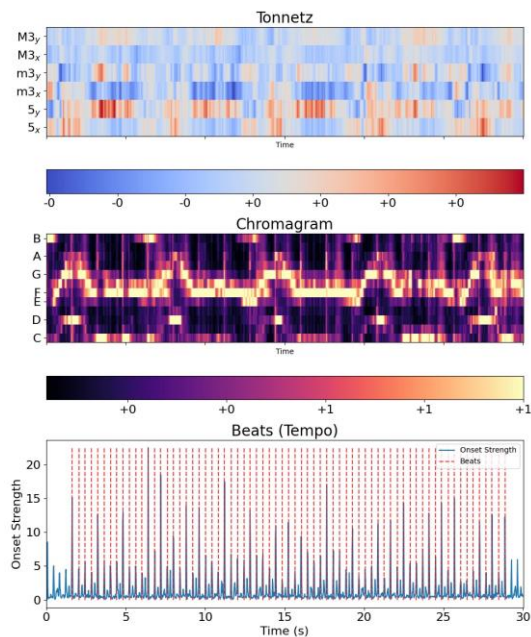 Tonnetz
M3y
M3x
m3y
m3x
5y
5x
Time
-0 -0 +0 +0 +0
Chromagram
B
A
G
F
E
D
C
Time
+0 +0 +1 +1 +1
Beats (Tempo)
Onset Strength
Beats
Onset Strength
20
15
10
5
0
0 5 10 15 20 25 30
Time (s)